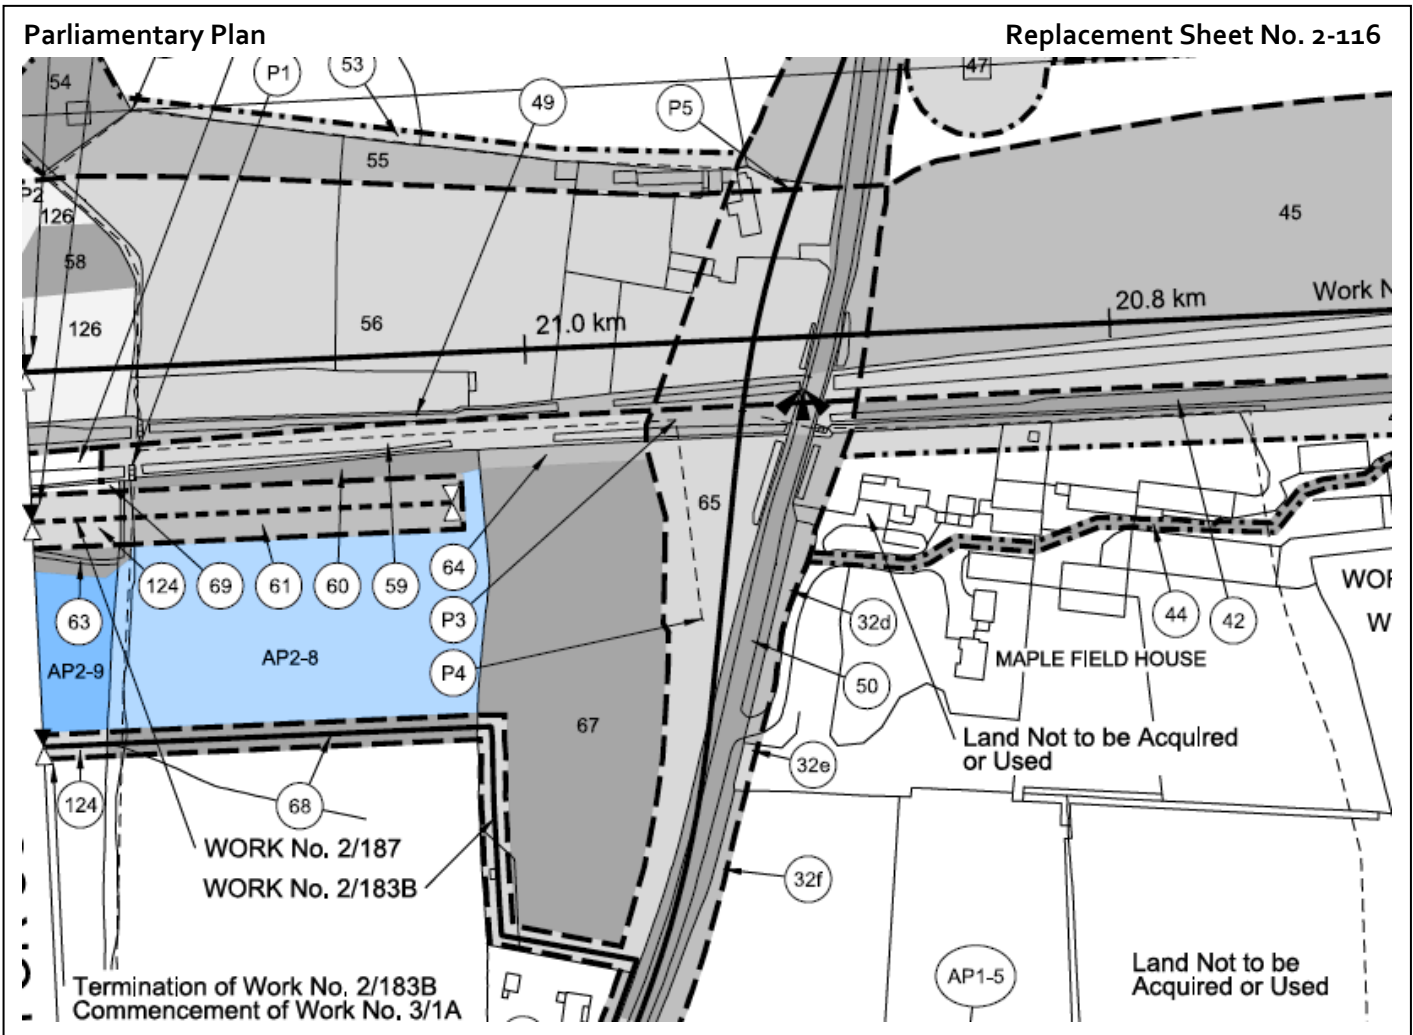 Parliamentary Plan
Replacement Sheet No. 2-116
54
P1
53
49
P5
47
55
P2
126
45
58
126
56
21.0 km
20.8 km
Work N
65
64
124
69
61
60
59
63
P3
32d
44
42
WOR
W
AP2-9
AP2-8
P4
50
MAPLE FIELD HOUSE
67
Land Not to be Acquired
or Used
32e
124
68
WORK No. 2/187
WORK No. 2/183B
32f
Termination of Work No. 2/183B
Commencement of Work No. 3/1A
AP1-5
Land Not to be
Acquired or Used